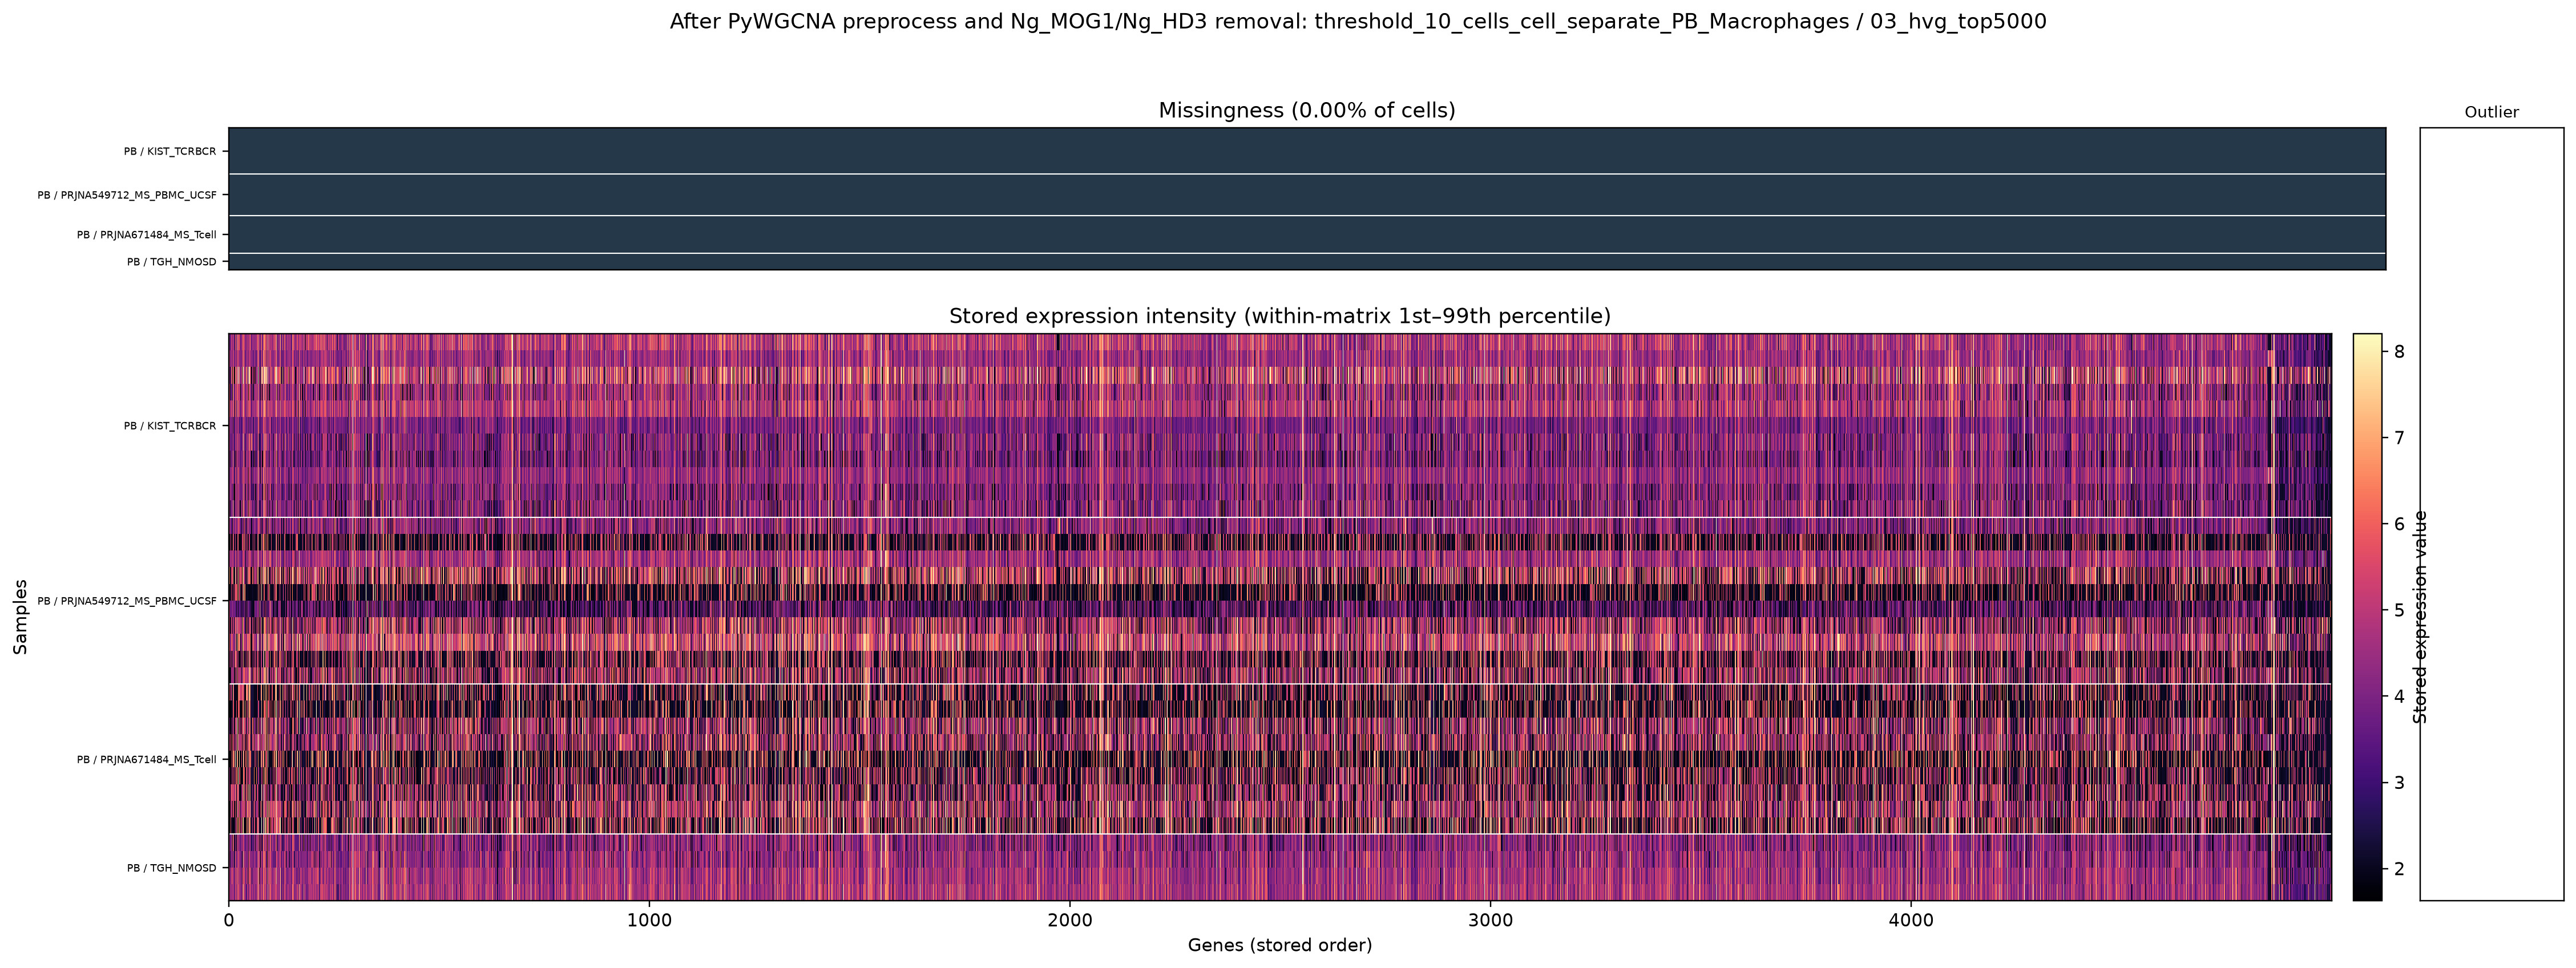 After PyWGCNA preprocess and Ng_MOG1/Ng_HD3 removal: threshold_10_cells_cell_separate_PB_Macrophages / 03_hvg_top5000
Missingness (0.00% of cells)
Outlier
PB / KIST_TCRBCR
PB / PRJNA549712_MS_PBMC_UCSF
PB / PRJNA671484_MS_Tcell
PB / TGH_NMOSD
Stored expression intensity (within-matrix 1st–99th percentile)
Samples
PB / KIST_TCRBCR
PB / PRJNA549712_MS_PBMC_UCSF
PB / PRJNA671484_MS_Tcell
PB / TGH_NMOSD
8
7
6
5
4
3
2
Stored expression value
0 1000 2000 3000 4000
Genes (stored order)